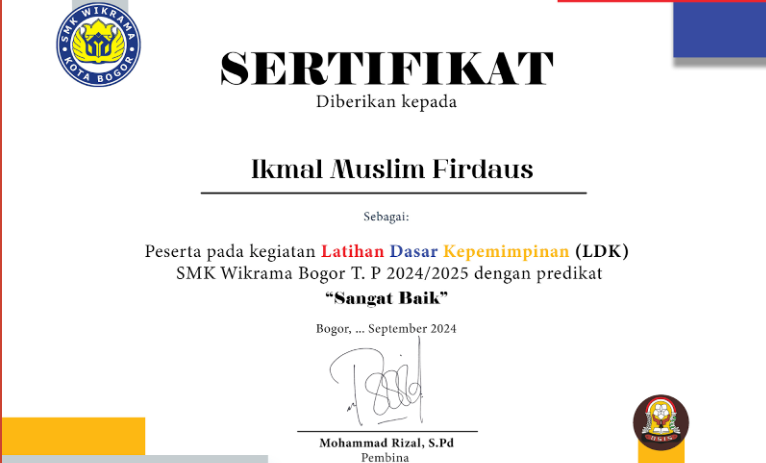 SMK WIKRAMA
KOTA BOGOR
SERTIFIKAT
Diberikan kepada
Ikmal Muslim Firdaus
Sebagai:
Peserta pada kegiatan Latihan Dasar Kepemimpinan (LDK)
SMK Wikrama Bogor T. P 2024/2025 dengan predikat
“Sangat Baik”
Bogor, ... September 2024
Mohammad Rizal, S.Pd
Pembina